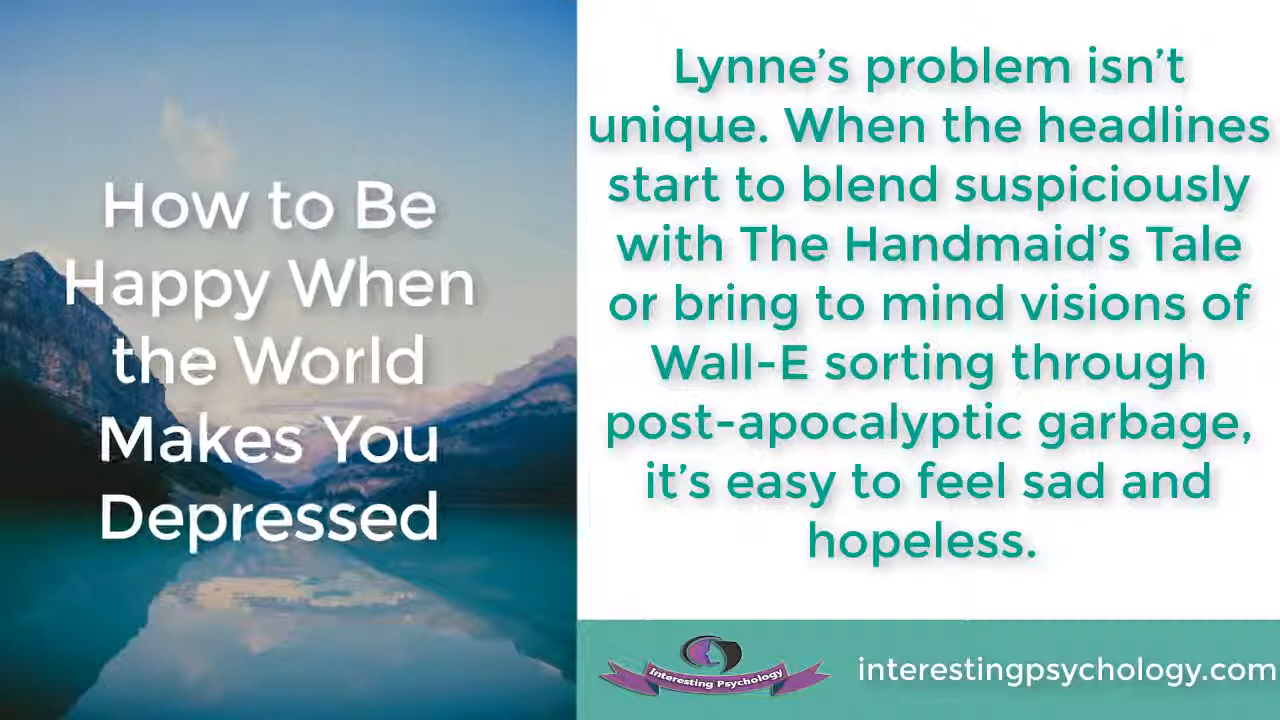 How to Be
Happy When
the World
Makes You
Depressed
Lynne’s problem isn’t
unique. When the headlines
start to blend suspiciously
with The Handmaid’s Tale
or bring to mind visions of
Wall-E sorting through
post-apocalyptic garbage,
it’s easy to feel sad and
hopeless.
Interesting Psychology
interestingpsychology.com